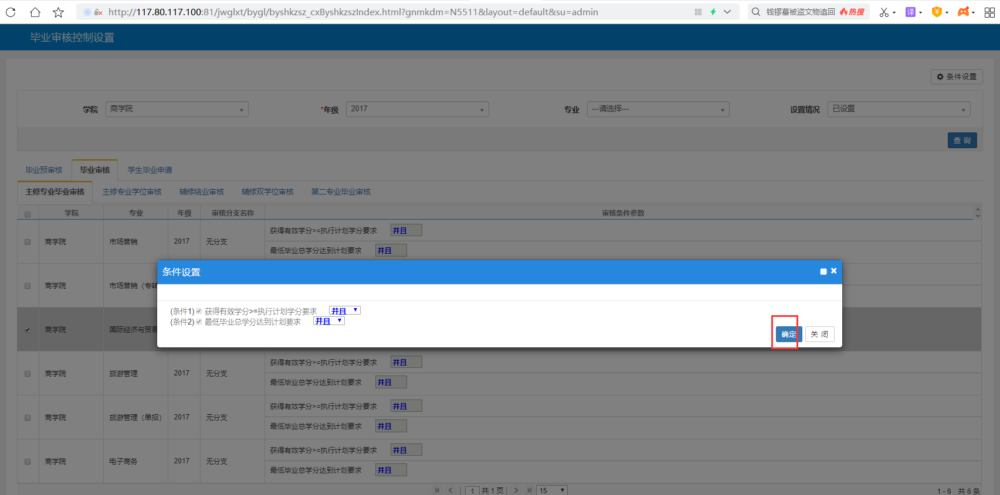 http://117.80.117.100:81/jwglxt/bygl/byshkzsz_cxByshkzszIndex.html?gnmkdm=N5511&layout=default&su=admin
钱镠墓被盗文物追回 热搜
译
毕业审核控制设置
条件设置
学院 商学院 *年级 2017 专业 ---请选择--- 设置情况 已设置
查 询
毕业预审核 毕业审核 学生毕业申请
主修专业毕业审核 主修专业学位审核 辅修结业审核 辅修双学位审核 第二专业毕业审核
学院 专业 年级 审核分支名称 审核条件参数
商学院 市场营销 2017 无分支
获得有效学分>=执行计划学分要求 并且
最低毕业总学分达到计划要求 并且
条件设置
(条件1) 获得有效学分>=执行计划学分要求 并且
(条件2) 最低毕业总学分达到计划要求 并且
确定 关 闭
商学院 市场营销（专转
商学院 国际经济与贸易
商学院 旅游管理 2017 无分支
获得有效学分>=执行计划学分要求 并且
最低毕业总学分达到计划要求 并且
商学院 旅游管理（单招） 2017 无分支
获得有效学分>=执行计划学分要求 并且
最低毕业总学分达到计划要求 并且
商学院 电子商务 2017 无分支
获得有效学分>=执行计划学分要求 并且
最低毕业总学分达到计划要求 并且
1 共 1 页 15
1 - 6 共 6 条